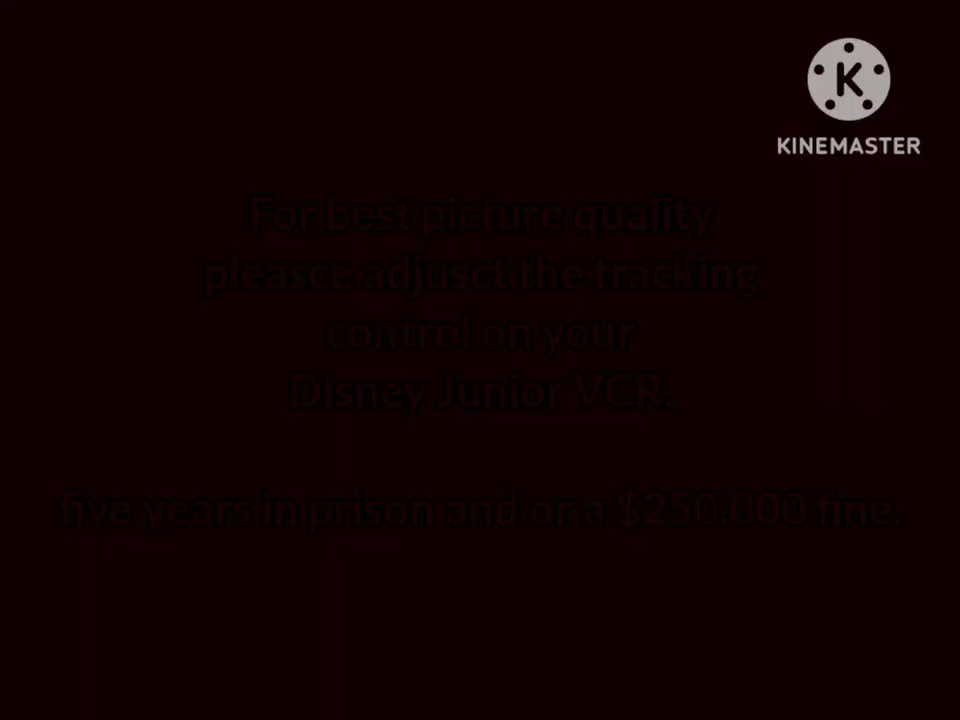 K
KINEMASTER
For best picture quality
pleasce adjusct the tracking
control on your
Disney Junior VCR.
five years in prison and or a $250.000 fine.